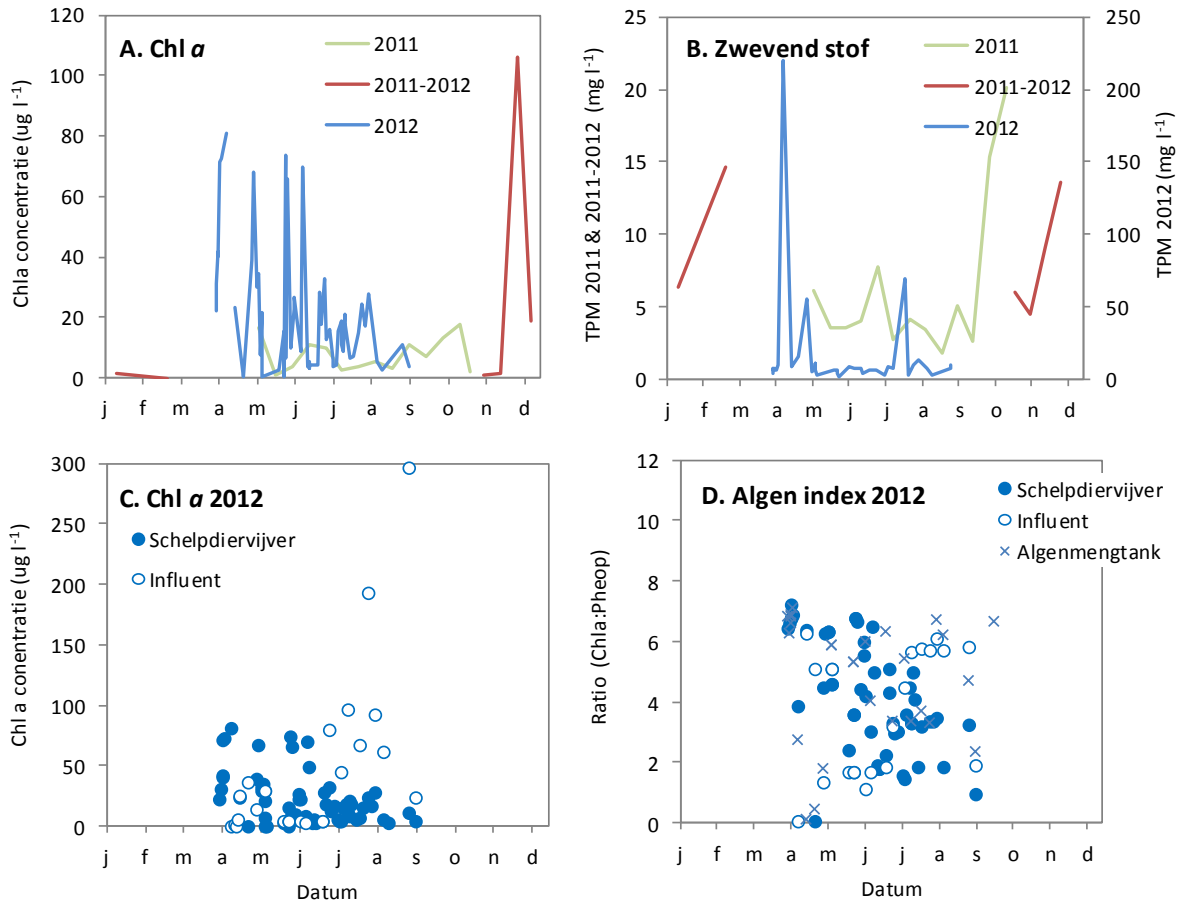 A. Chl a
2011
2011-2012
2012
Chla concentratie (ug l-1)
120
100
80
60
40
20
0
j f m a m j j a s o n d
B. Zwevend stof
2011
2011-2012
2012
TPM 2011 & 2011-2012 (mg l-1)
25
20
15
10
5
0
TPM 2012 (mg l-1)
250
200
150
100
50
0
j f m a m j j a s o n d
C. Chl a 2012
Schelpdiervijver
Influent
Chl a conentratie (ug l-1)
300
250
200
150
100
50
0
j f m a m j j a s o n d
Datum
D. Algen index 2012
Schelpdiervijver
Influent
Algenmengtank
Ratio (Chla:Pheop)
12
10
8
6
4
2
0
j f m a m j j a s o n d
Datum